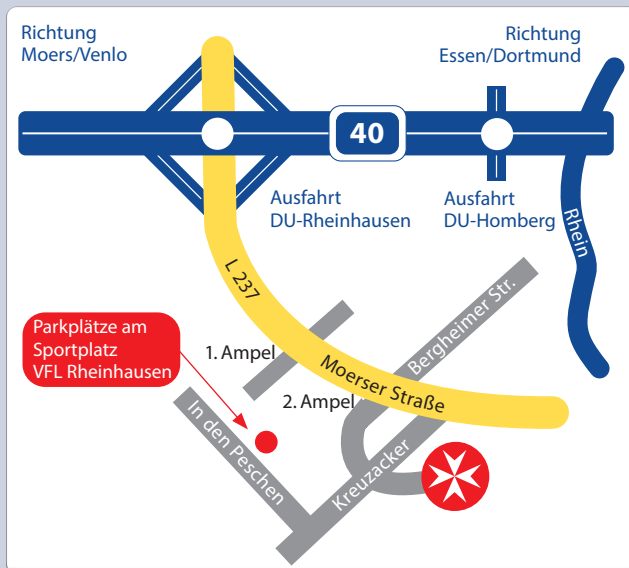 Richtung
Moers/Venlo
Richtung
Essen/Dortmund
40
Ausfahrt
DU-Rheinhausen
Ausfahrt
DU-Homberg
Rhein
L 237
Bergheimer Str.
Parkplätze am
Sportplatz
VFL Rheinhausen
1. Ampel
Moerser Straße
2. Ampel
In den Peschen
Kreuzacker